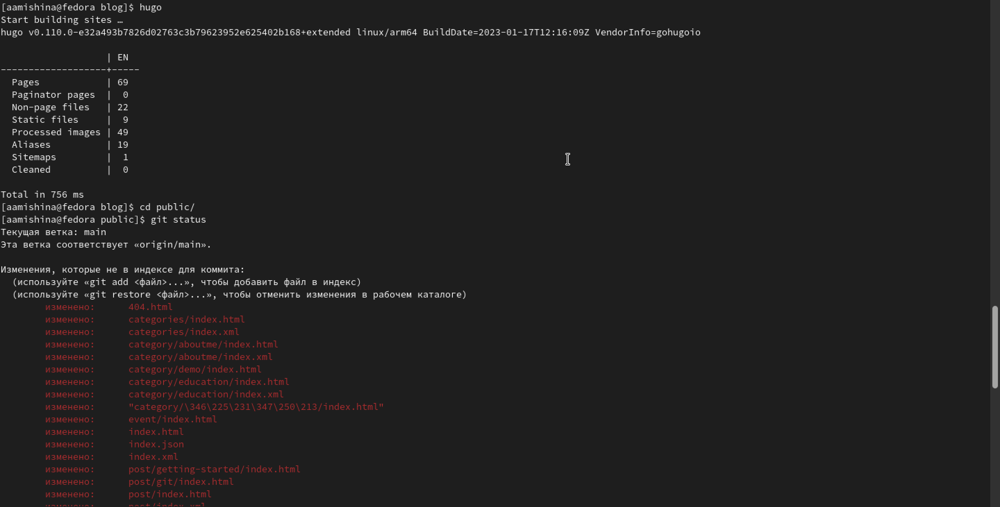 [aamishina@fedora blog]$ hugo
Start building sites …
hugo v0.110.0-e32a493b7826d02763c3b79623952e625402b168+extended linux/arm64 BuildDate=2023-01-17T12:16:09Z VendorInfo=gohugoio
                   | EN
-------------------+-----
  Pages            | 69
  Paginator pages  |  0
  Non-page files   | 22
  Static files     |  9
  Processed images | 49
  Aliases          | 19
  Sitemaps         |  1
  Cleaned          |  0
Total in 756 ms
[aamishina@fedora blog]$ cd public/
[aamishina@fedora public]$ git status
Текущая ветка: main
Эта ветка соответствует «origin/main».
Изменения, которые не в индексе для коммита:
  (используйте «git add <файл>...», чтобы добавить файл в индекс)
  (используйте «git restore <файл>...», чтобы отменить изменения в рабочем каталоге)
        изменено:      404.html
        изменено:      categories/index.html
        изменено:      categories/index.xml
        изменено:      category/aboutme/index.html
        изменено:      category/aboutme/index.xml
        изменено:      category/demo/index.html
        изменено:      category/education/index.html
        изменено:      category/education/index.xml
        изменено:      "category/\346\225\231\347\250\213/index.html"
        изменено:      event/index.html
        изменено:      index.html
        изменено:      index.json
        изменено:      index.xml
        изменено:      post/getting-started/index.html
        изменено:      post/git/index.html
        изменено:      post/index.html
        изменено:      post/index.xml